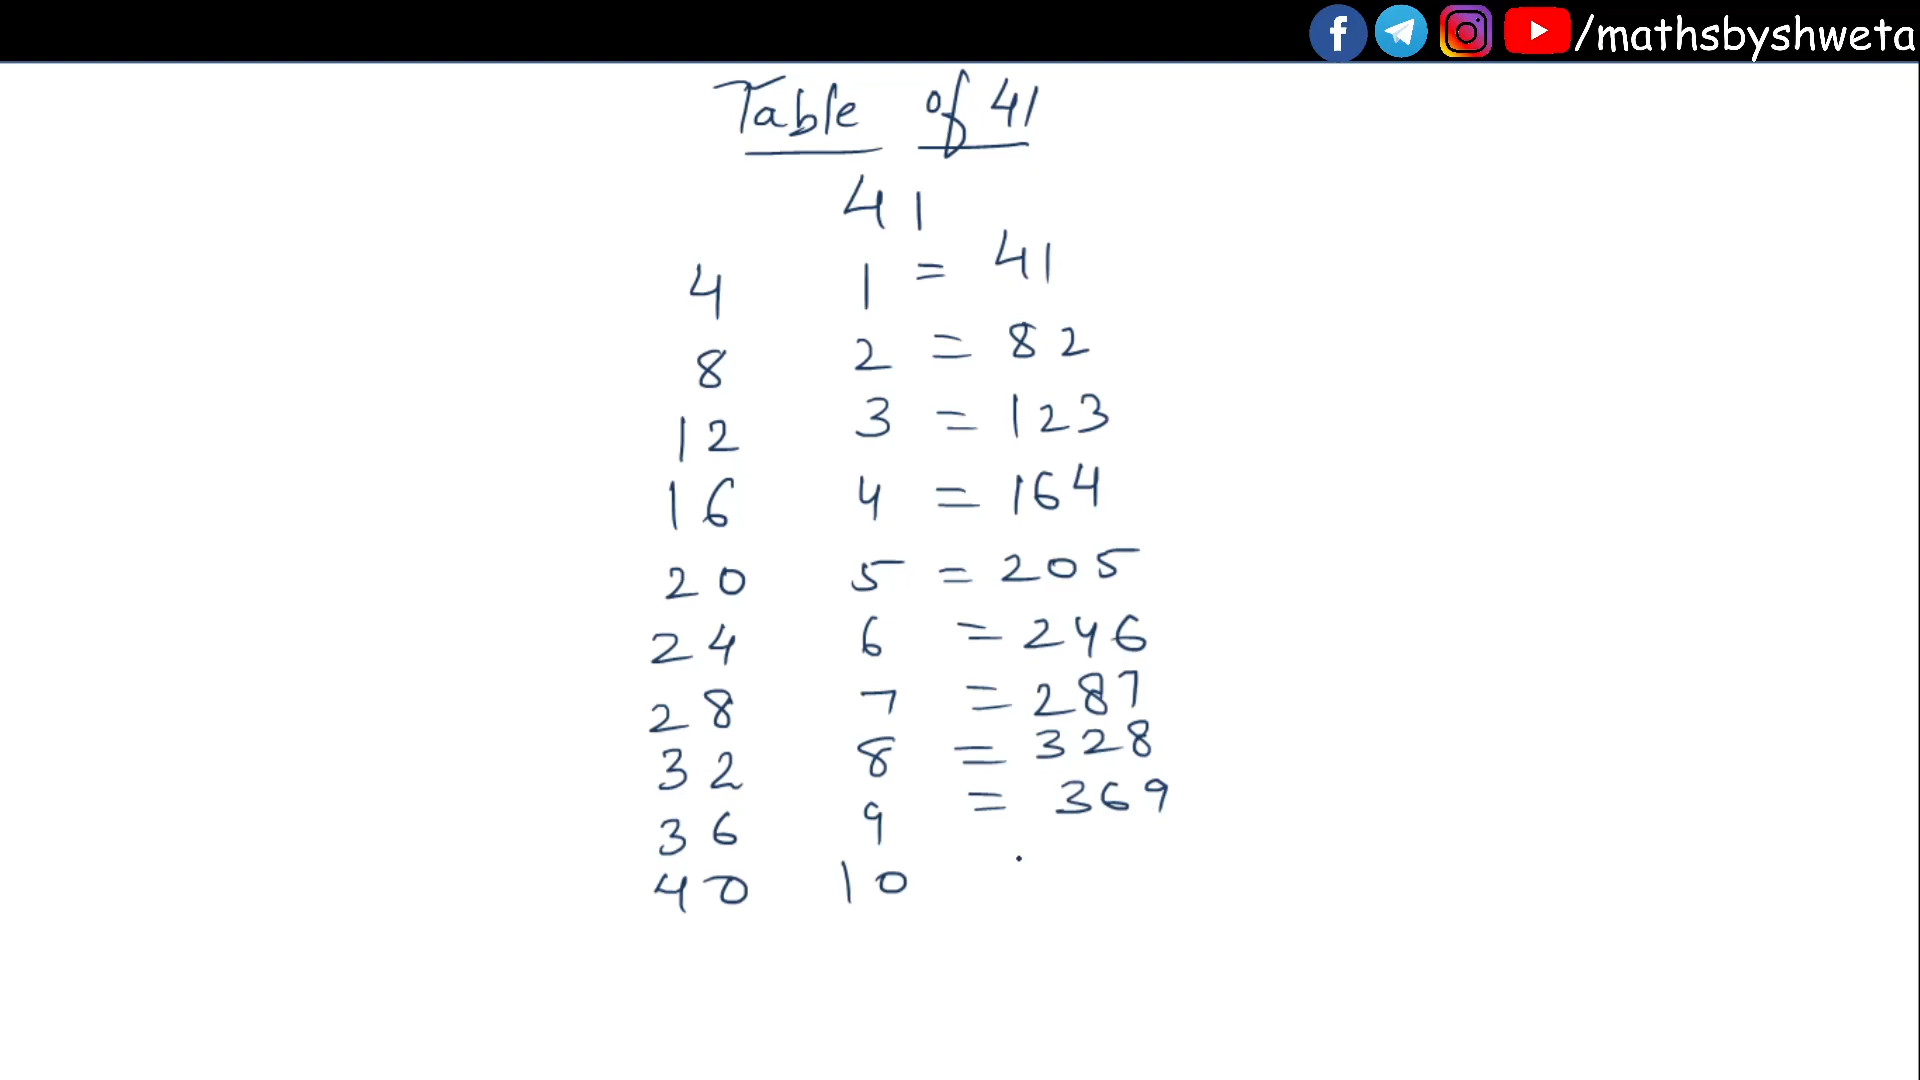 /mathsbyshweta
Table of 41
41
4 1 = 41
8 2 = 82
12 3 = 123
16 4 = 164
20 5 = 205
24 6 = 246
28 7 = 287
32 8 = 328
36 9 = 369
40 10